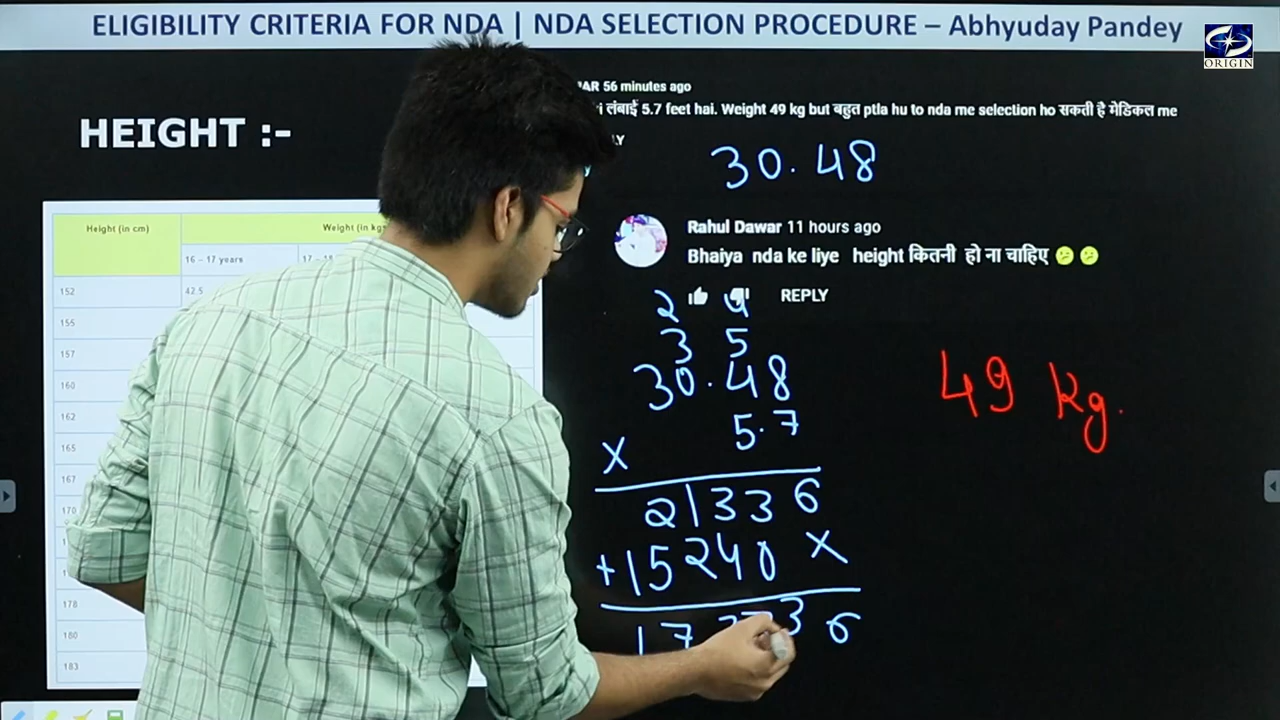 ELIGIBILITY CRITERIA FOR NDA | NDA SELECTION PROCEDURE – Abhyuday Pandey
ORIGIN
56 minutes ago
लंबाई 5.7 feet hai. Weight 49 kg but बहुत ptla hu to nda me selection ho सकती है मेडिकल me
HEIGHT :-
30.48
Rahul Dawar 11 hours ago
Bhaiya nda ke liye height कितनी हो ना चाहिए
REPLY
Height (in cm)
Weight (in kgs
16 – 17 years
152
42.5
155
157
160
162
165
167
170
178
180
183
2 4
3 5
30.48
5.7
X
21336
+15240 X
17 36
49 kg.